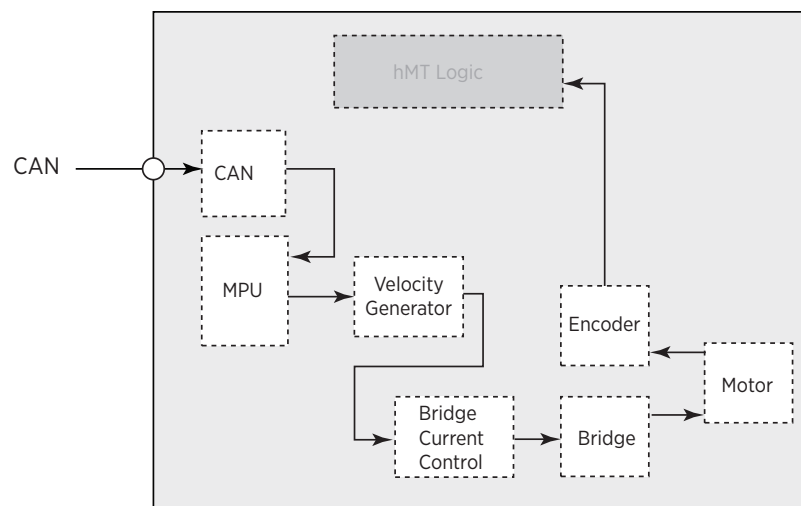 hMT Logic
CAN
CAN
MPU
Velocity
Generator
Encoder
Motor
Bridge
Current
Control
Bridge